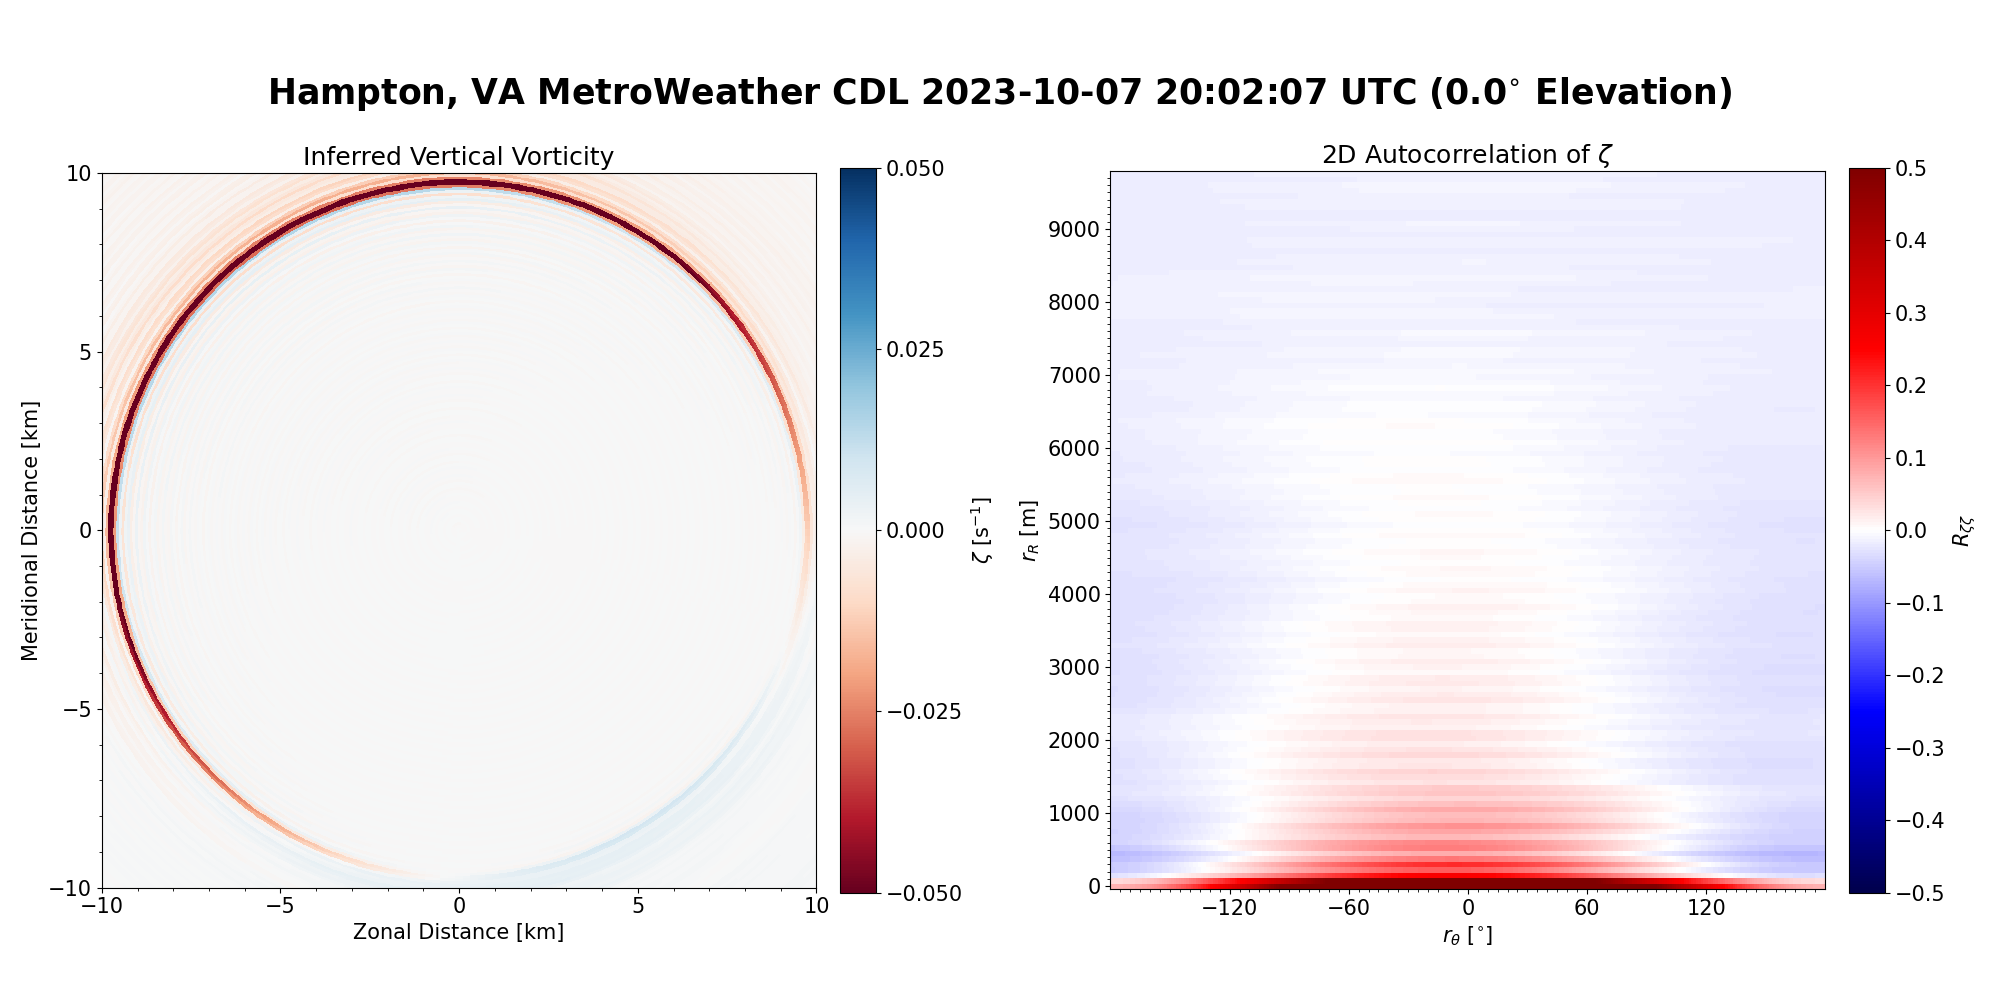 Hampton, VA MetroWeather CDL 2023-10-07 20:02:07 UTC (0.0° Elevation)
Inferred Vertical Vorticity
10
5
0
−5
−10
−10 −5 0 5 10
Meridional Distance [km]
Zonal Distance [km]
0.050
0.025
0.000
−0.025
−0.050
ζ [s⁻¹]
2D Autocorrelation of ζ
9000
8000
7000
6000
5000
4000
3000
2000
1000
0
−120 −60 0 60 120
r_R [m]
r_θ [°]
0.5
0.4
0.3
0.2
0.1
0.0
−0.1
−0.2
−0.3
−0.4
−0.5
R_ζζ